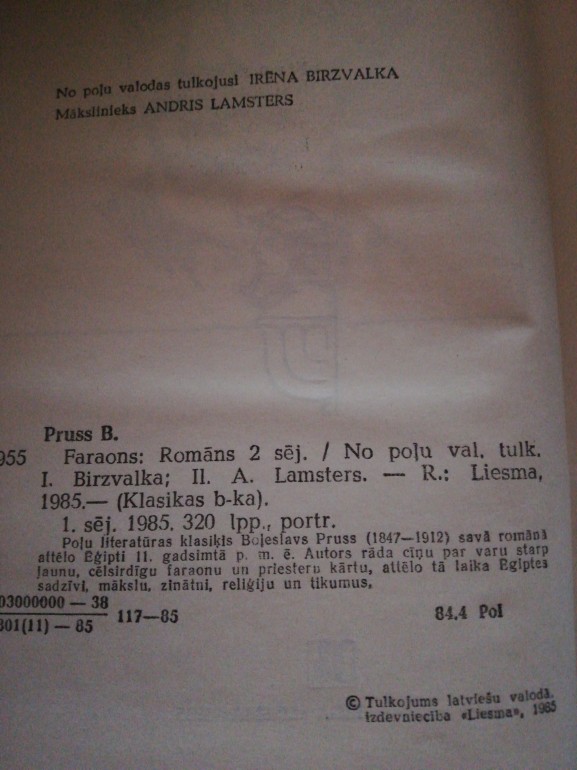 No poļu valodas tulkojusi IRĒNA BIRZVALKA
Mākslinieks ANDRIS LAMSTERS
Pruss B.
955 Faraons: Romāns 2 sēj. / No poļu val. tulk.
I. Birzvalka; Il. A. Lamsters. — R.: Liesma,
1985.— (Klasikas b-ka).
1. sēj. 1985. 320 lpp., portr.
Poļu literatūras klasiķis Boļeslavs Pruss (1847—1912) savā romānā
attēlo Ēģipti 11. gadsimtā p. m. ē. Autors rāda cīņu par varu starp
jaunu, cēlsirdīgu faraonu un priesteru kārtu, attēlo tā laika Ēģiptes
sadzīvi, mākslu, zinātni, reliģiju un tikumus.
03000000 — 38
801(11) — 85 117—85 84.4 Pol
© Tulkojums latviešu valodā.
Izdevniecība «Liesma», 1985